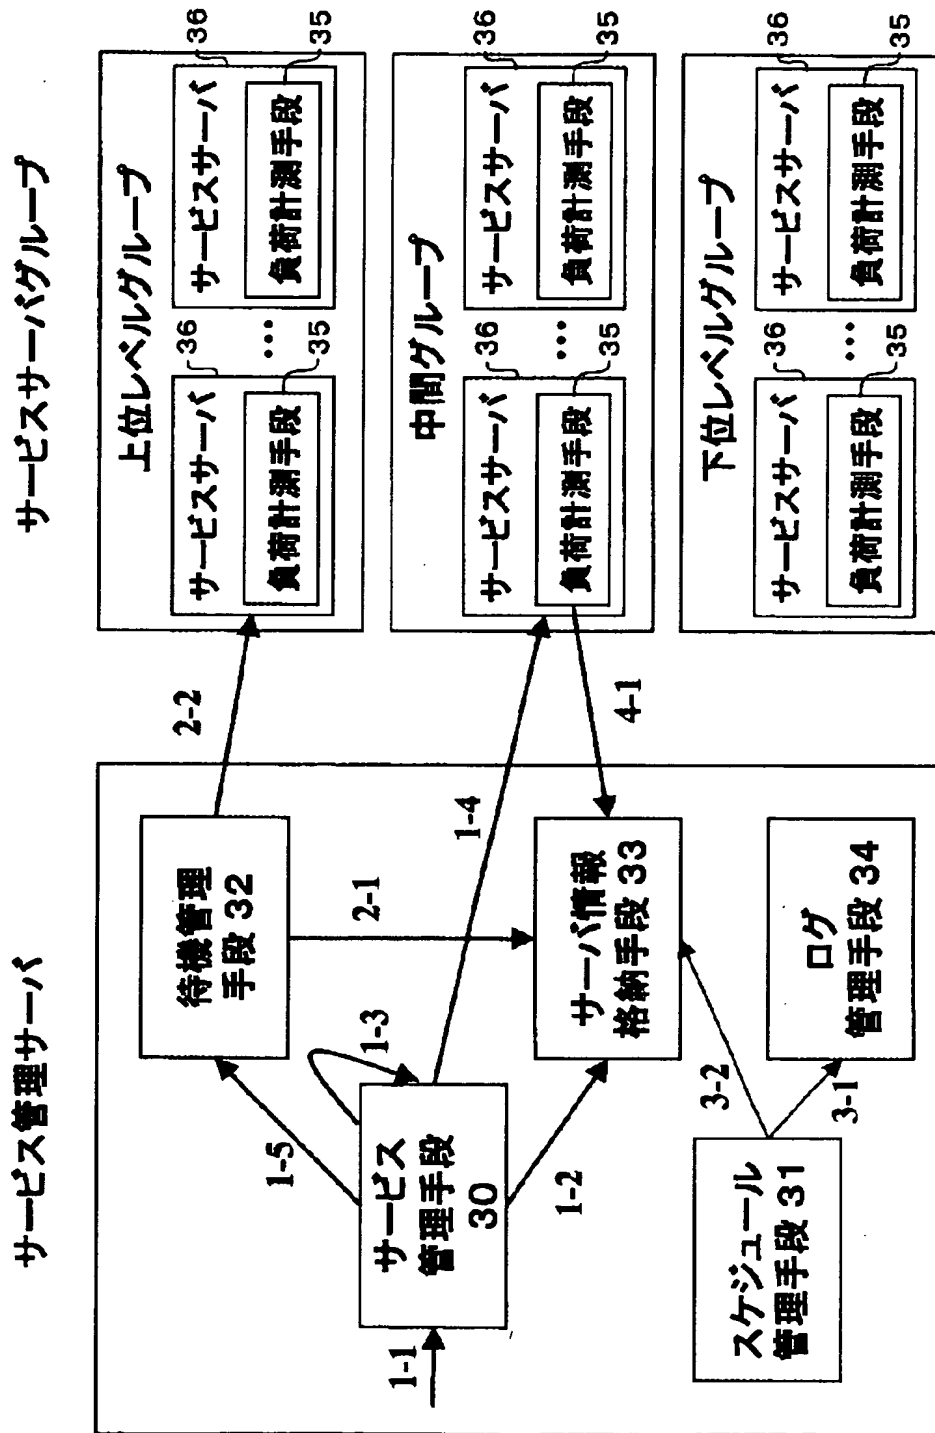 サービス管理サーバ
サービスサーバグループ
1-1
サービス
管理手段
30
1-5
1-3
1-2
1-4
待機管理
手段 32
2-1
2-2
サーバ情報
格納手段 33
4-1
スケジュール
管理手段 31
3-2
3-1
ログ
管理手段 34
上位レベルグループ
サービスサーバ
負荷計測手段
36
35
...
サービスサーバ
負荷計測手段
36
35
中間グループ
サービスサーバ
負荷計測手段
36
35
...
サービスサーバ
負荷計測手段
36
35
下位レベルグループ
サービスサーバ
負荷計測手段
36
35
...
サービスサーバ
負荷計測手段
36
35